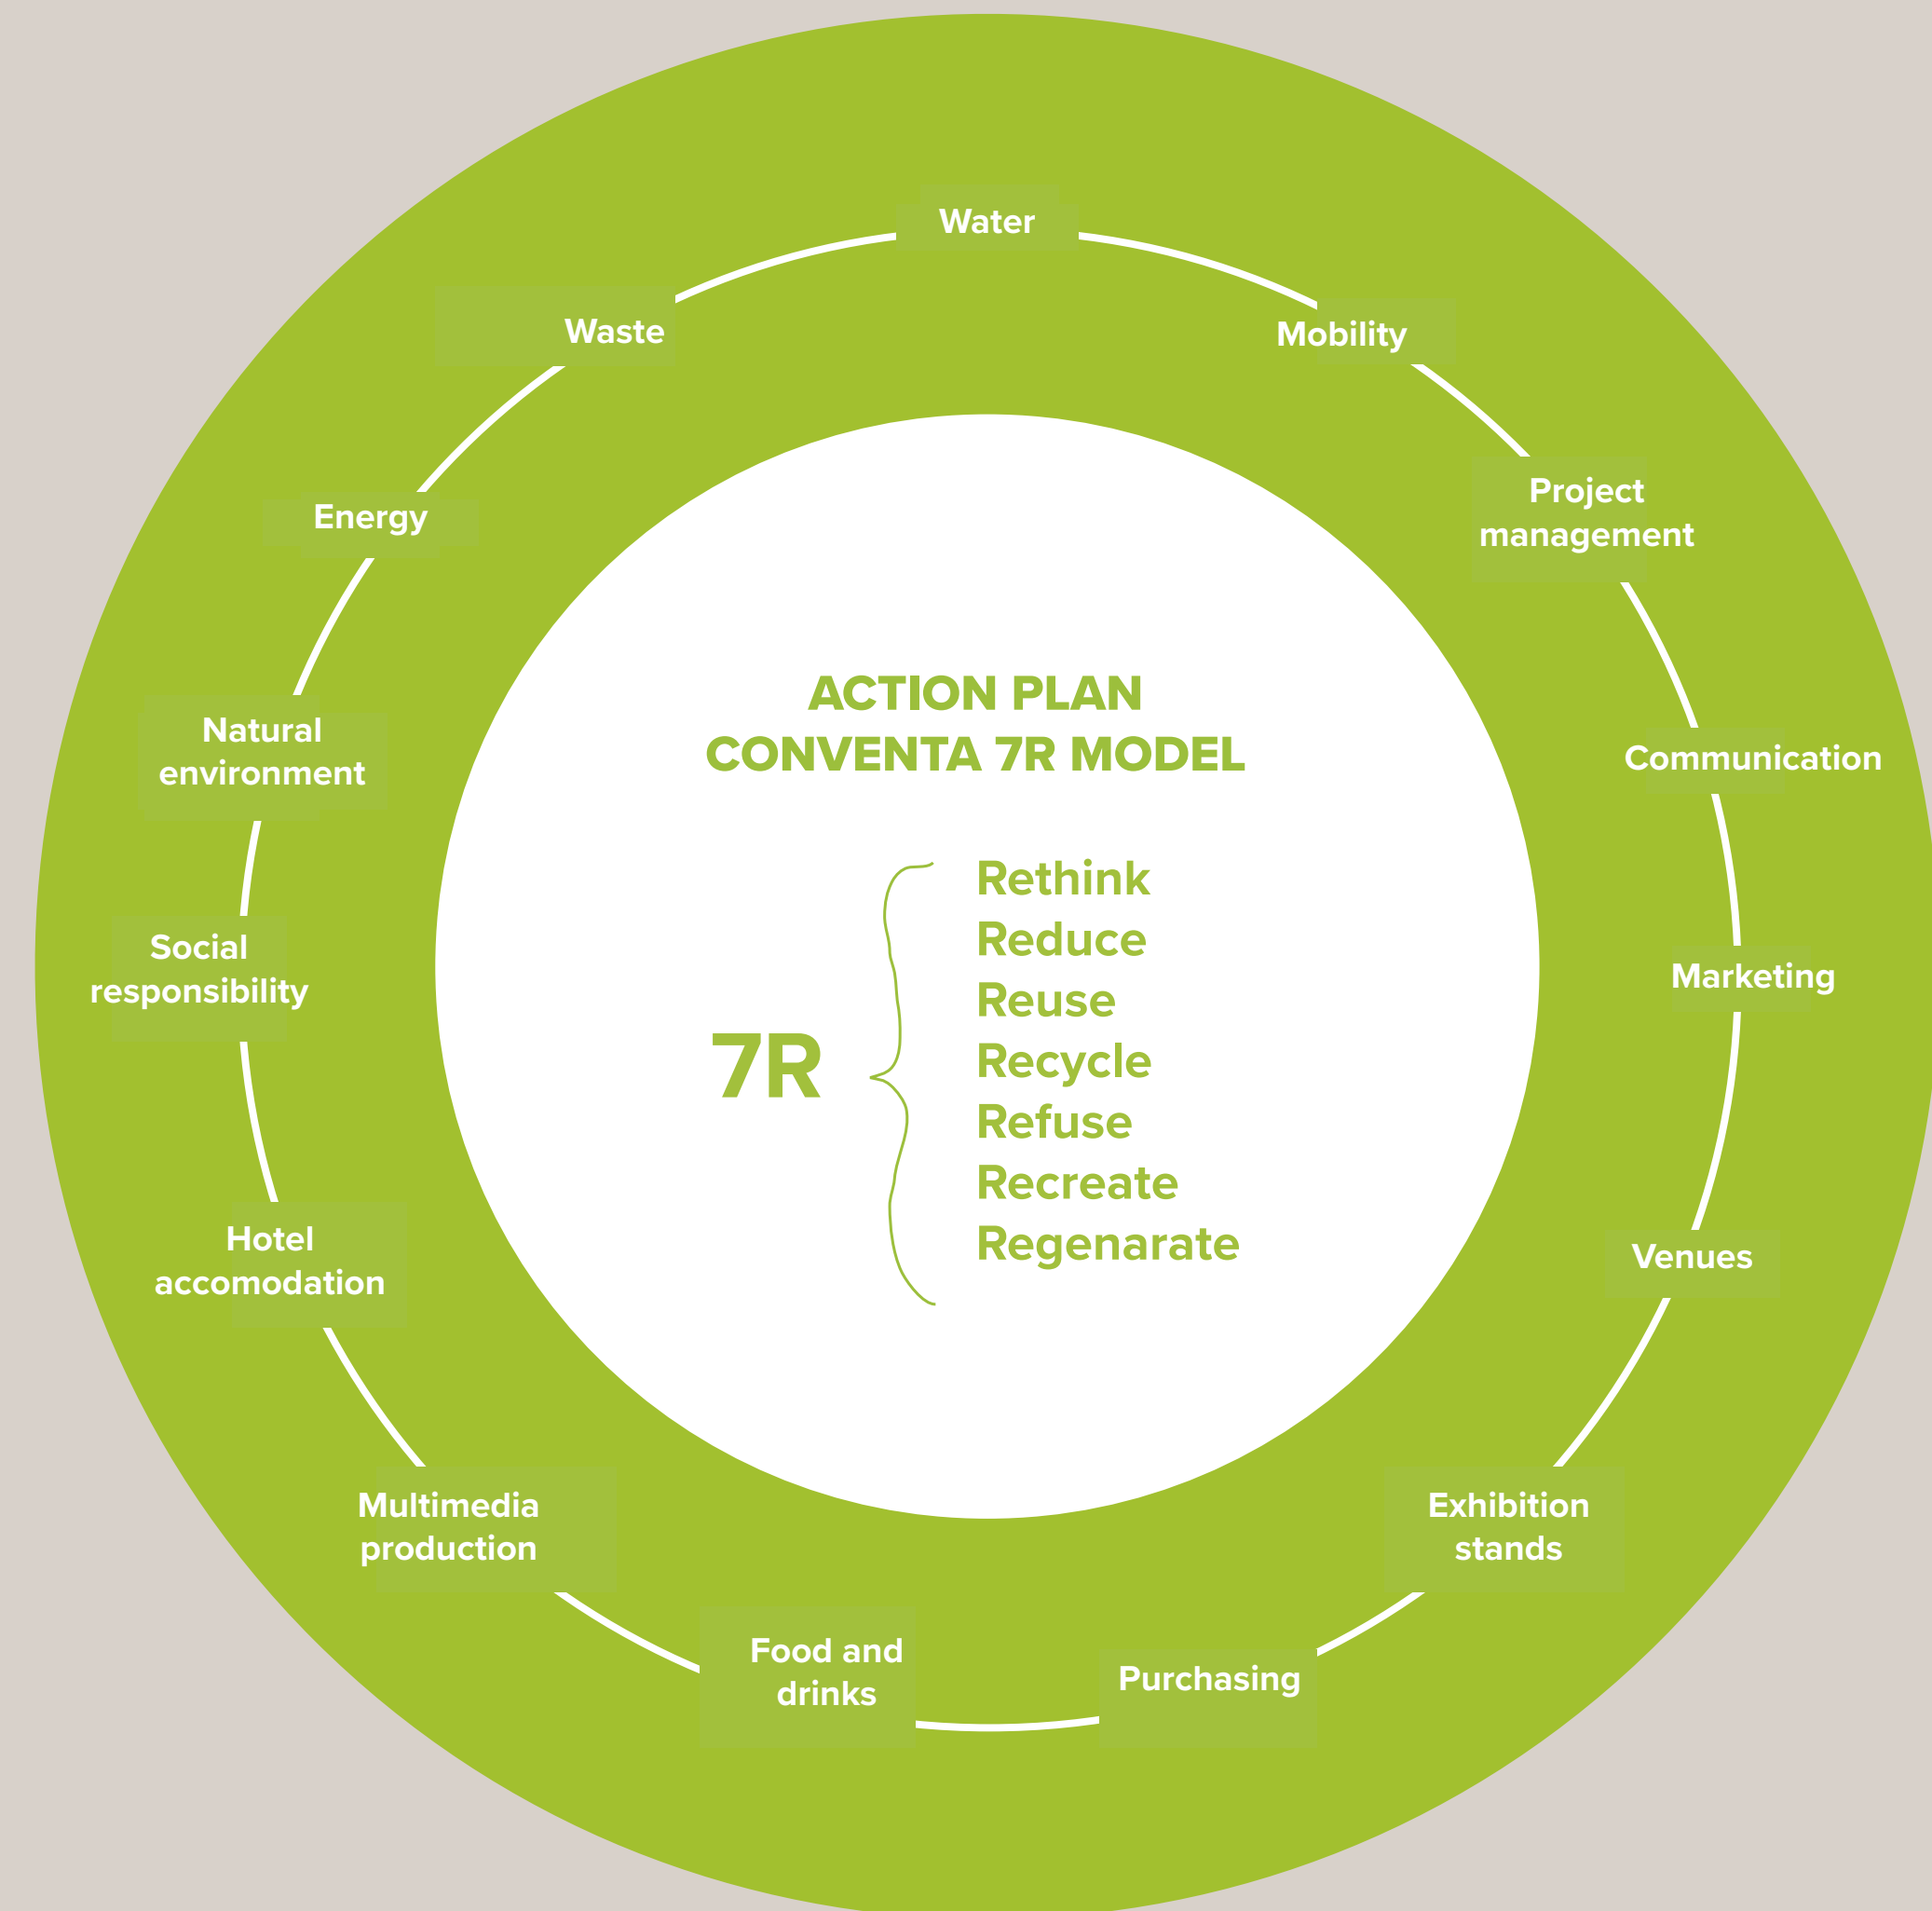 Water
Mobility
Project
management
Communication
Marketing
Venues
Exhibition
stands
Purchasing
Food and
drinks
Multimedia
production
Hotel
accomodation
Social
responsibility
Natural
environment
Energy
Waste
ACTION PLAN
CONVENTA 7R MODEL
7R
Rethink
Reduce
Reuse
Recycle
Refuse
Recreate
Regenarate